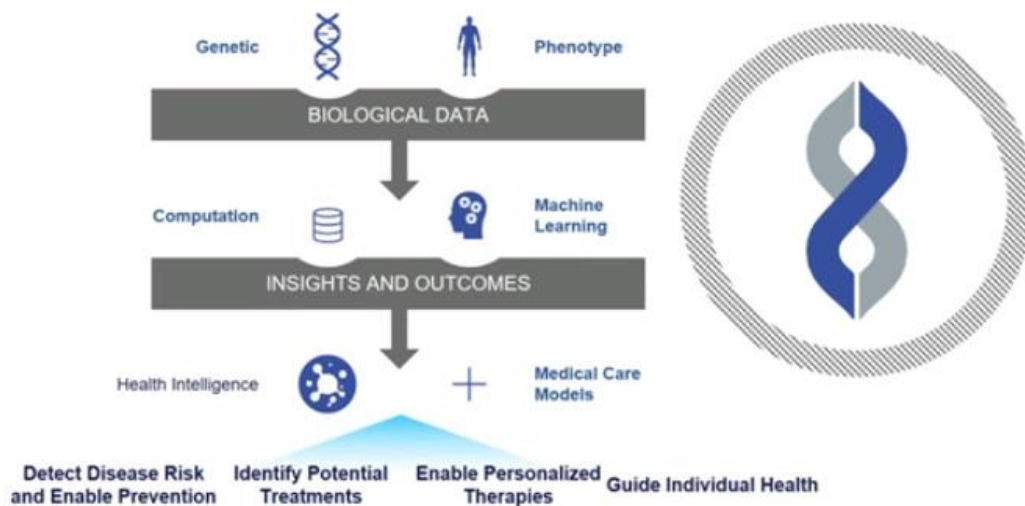 Genetic
Phenotype
BIOLOGICAL DATA
Computation
Machine
Learning
INSIGHTS AND OUTCOMES
Health Intelligence
Medical Care
Models
Detect Disease Risk
and Enable Prevention
Identify Potential
Treatments
Enable Personalized
Therapies
Guide Individual Health